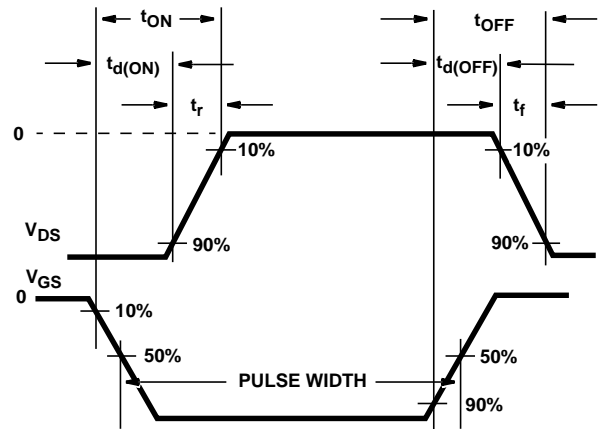 tON tOFF
td(ON) td(OFF)
tr tf
0
10% 10%
VDS
90% 90%
VGS
0
10%
50% 50%
PULSE WIDTH
90%